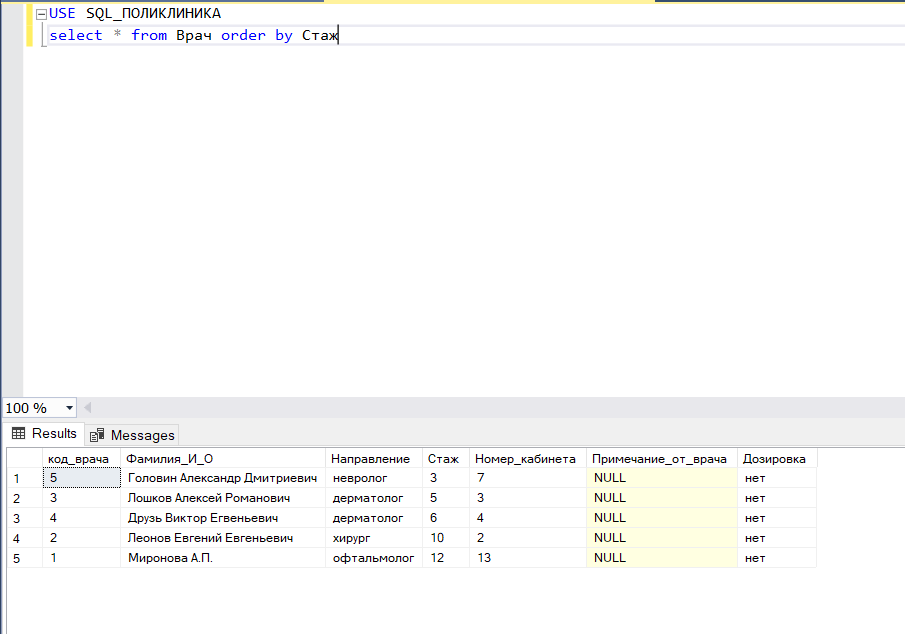 USE SQL_ПОЛИКЛИНИКА
select * from Врач order by Стаж
100 %
Results Messages
код_врача Фамилия_И_О Направление Стаж Номер_кабинета Примечание_от_врача Дозировка
1 5 Головин Александр Дмитриевич невролог 3 7 NULL нет
2 3 Лошков Алексей Романович дерматолог 5 3 NULL нет
3 4 Друзь Виктор Егвеньевич дерматолог 6 4 NULL нет
4 2 Леонов Евгений Евгеньевич хирург 10 2 NULL нет
5 1 Миронова А.П. офтальмолог 12 13 NULL нет